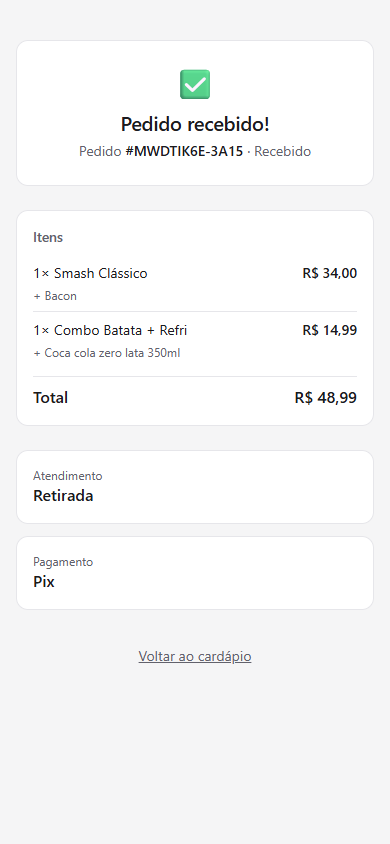 Pedido recebido!
Pedido #MWDTIK6E-3A15 · Recebido
Itens
1× Smash Clássico R$ 34,00
+ Bacon
1× Combo Batata + Refri R$ 14,99
+ Coca cola zero lata 350ml
Total R$ 48,99
Atendimento
Retirada
Pagamento
Pix
Voltar ao cardápio